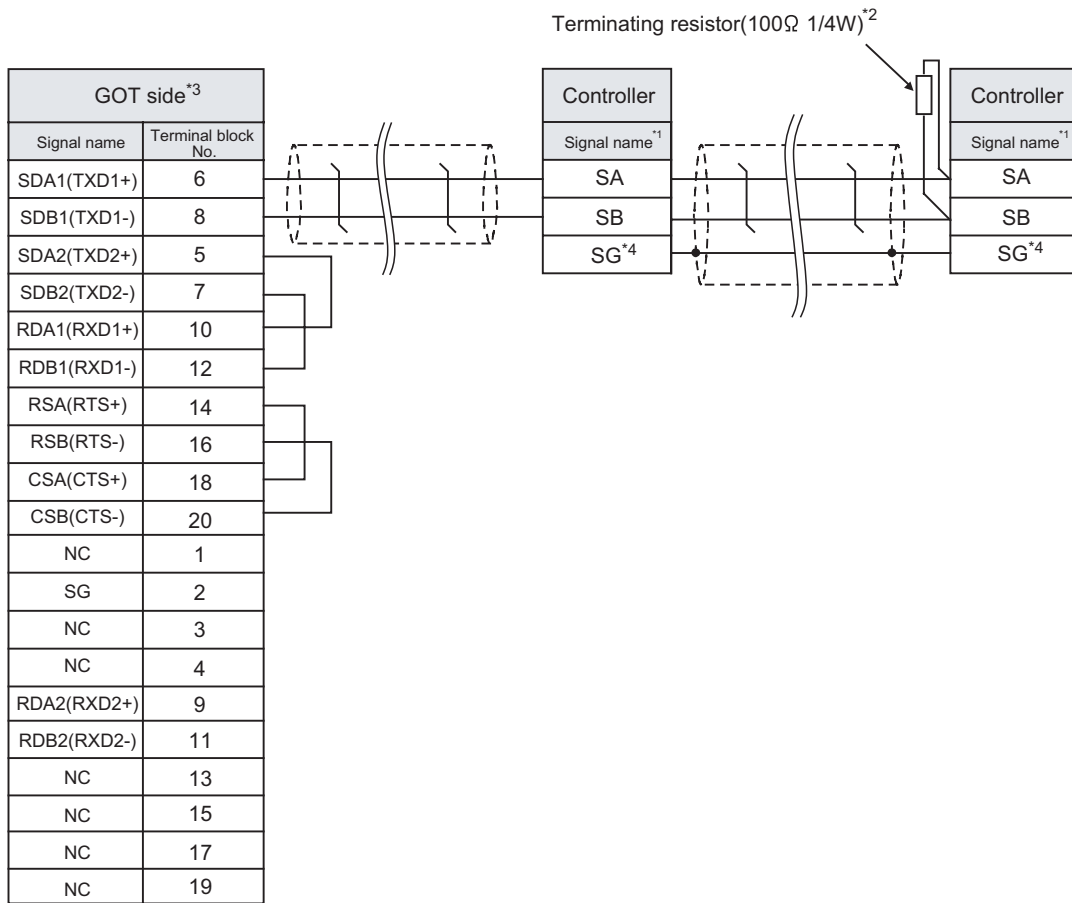 Terminating resistor(100Ω 1/4W)*2
GOT side*3
Signal name Terminal block No.
SDA1(TXD1+) 6
SDB1(TXD1-) 8
SDA2(TXD2+) 5
SDB2(TXD2-) 7
RDA1(RXD1+) 10
RDB1(RXD1-) 12
RSA(RTS+) 14
RSB(RTS-) 16
CSA(CTS+) 18
CSB(CTS-) 20
NC 1
SG 2
NC 3
NC 4
RDA2(RXD2+) 9
RDB2(RXD2-) 11
NC 13
NC 15
NC 17
NC 19
Controller
Signal name*1
SA
SB
SG*4
Controller
Signal name*1
SA
SB
SG*4